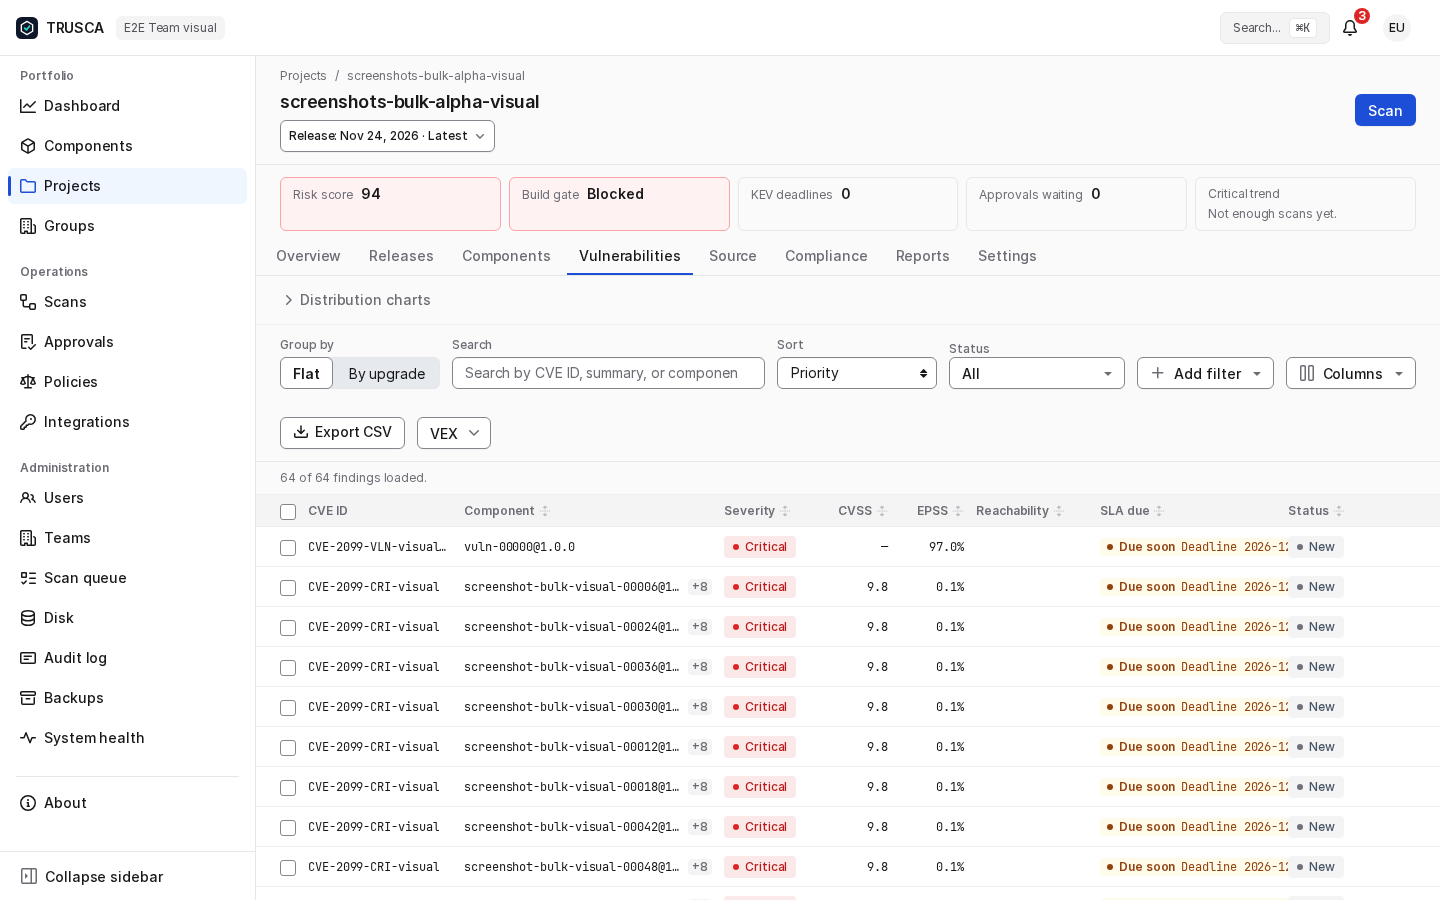 TRUSCA E2E Team visual Search... ⌘K 3 EU
Portfolio
Dashboard
Components
Projects
Groups
Operations
Scans
Approvals
Policies
Integrations
Administration
Users
Teams
Scan queue
Disk
Audit log
Backups
System health
About
Collapse sidebar
Projects / screenshots-bulk-alpha-visual
screenshots-bulk-alpha-visual
Release: Nov 24, 2026 · Latest
Scan
Risk score 94
Build gate Blocked
KEV deadlines 0
Approvals waiting 0
Critical trend
Not enough scans yet.
Overview Releases Components Vulnerabilities Source Compliance Reports Settings
Distribution charts
Group by
Flat By upgrade
Search
Search by CVE ID, summary, or componen
Sort
Priority
Status
All
Add filter
Columns
Export CSV
VEX
64 of 64 findings loaded.
CVE ID Component Severity CVSS EPSS Reachability SLA due Status
CVE-2099-VLN-visual… vuln-00000@1.0.0 Critical — 97.0% Due soon Deadline 2026-12 New
CVE-2099-CRI-visual screenshot-bulk-visual-00006@1… +8 Critical 9.8 0.1% Due soon Deadline 2026-12 New
CVE-2099-CRI-visual screenshot-bulk-visual-00024@1… +8 Critical 9.8 0.1% Due soon Deadline 2026-12 New
CVE-2099-CRI-visual screenshot-bulk-visual-00036@1… +8 Critical 9.8 0.1% Due soon Deadline 2026-12 New
CVE-2099-CRI-visual screenshot-bulk-visual-00030@1… +8 Critical 9.8 0.1% Due soon Deadline 2026-12 New
CVE-2099-CRI-visual screenshot-bulk-visual-00012@1… +8 Critical 9.8 0.1% Due soon Deadline 2026-12 New
CVE-2099-CRI-visual screenshot-bulk-visual-00018@1… +8 Critical 9.8 0.1% Due soon Deadline 2026-12 New
CVE-2099-CRI-visual screenshot-bulk-visual-00042@1… +8 Critical 9.8 0.1% Due soon Deadline 2026-12 New
CVE-2099-CRI-visual screenshot-bulk-visual-00048@1… +8 Critical 9.8 0.1% Due soon Deadline 2026-12 New